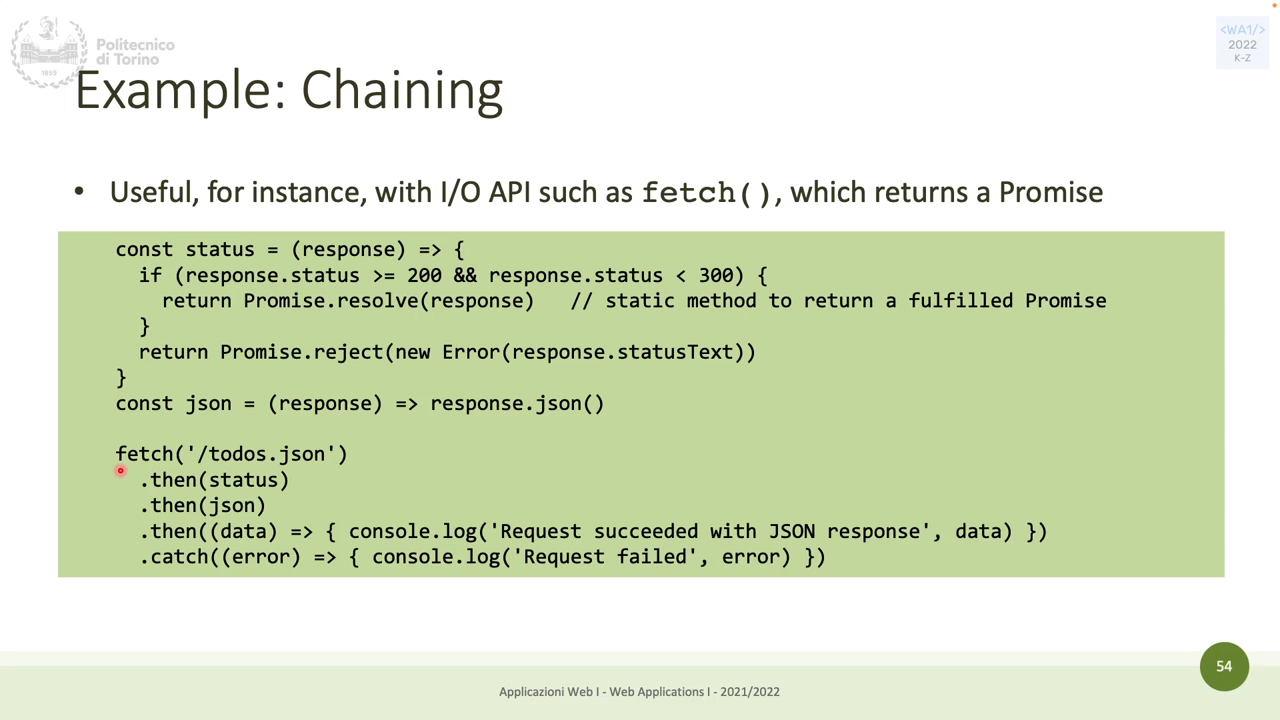 Politecnico
di Torino
1859
<WA1/>
2022
K-Z
Example: Chaining
• Useful, for instance, with I/O API such as fetch(), which returns a Promise
const status = (response) => {
  if (response.status >= 200 && response.status < 300) {
    return Promise.resolve(response)   // static method to return a fulfilled Promise
  }
  return Promise.reject(new Error(response.statusText))
}
const json = (response) => response.json()
fetch('/todos.json')
  .then(status)
  .then(json)
  .then((data) => { console.log('Request succeeded with JSON response', data) })
  .catch((error) => { console.log('Request failed', error) })
54
Applicazioni Web I - Web Applications I - 2021/2022